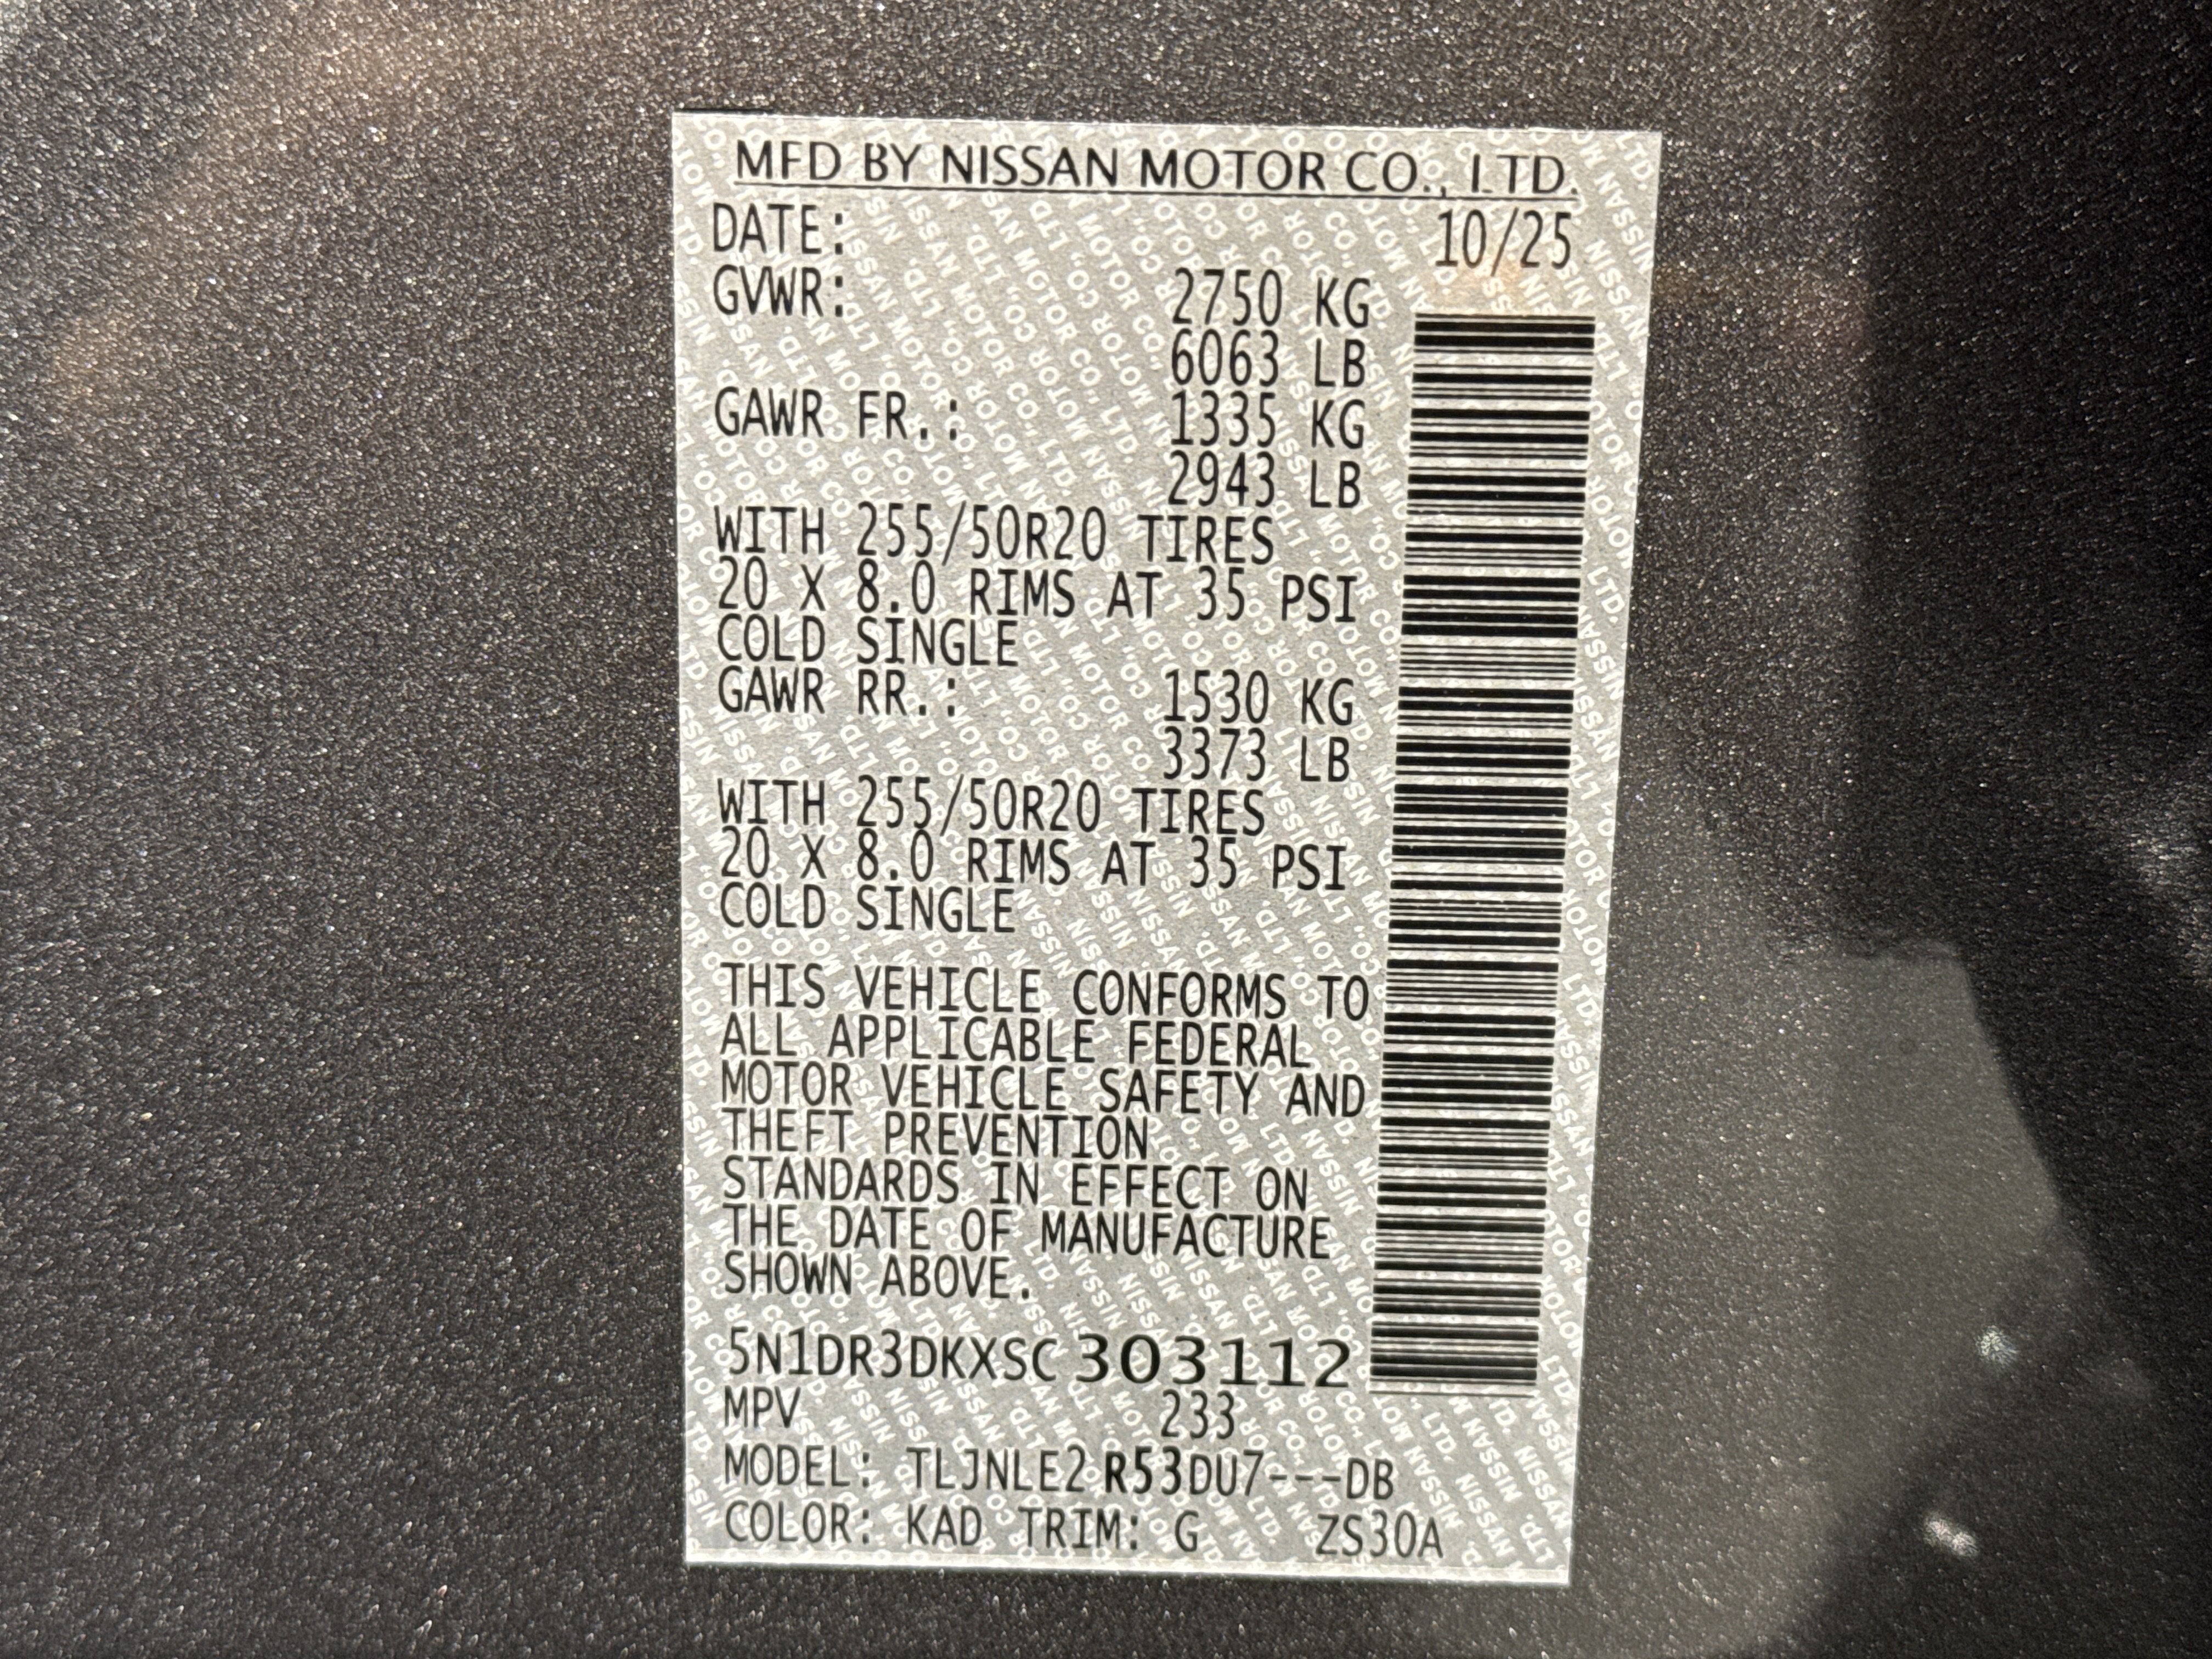 MFD BY NISSAN MOTOR CO., LTD.
DATE: 10/25
GVWR: 2750 KG
6063 LB
GAWR FR.: 1335 KG
2943 LB
WITH 255/50R20 TIRES
20 X 8.0 RIMS AT 35 PSI
COLD SINGLE
GAWR RR.: 1530 KG
3373 LB
WITH 255/50R20 TIRES
20 X 8.0 RIMS AT 35 PSI
COLD SINGLE
THIS VEHICLE CONFORMS TO
ALL APPLICABLE FEDERAL
MOTOR VEHICLE SAFETY AND
THEFT PREVENTION
STANDARDS IN EFFECT ON
THE DATE OF MANUFACTURE
SHOWN ABOVE.
5N1DR3DKXSC303112
MPV 233
MODEL: TLJNLE2 R53DU7---DB
COLOR: KAD TRIM: G ZS30A